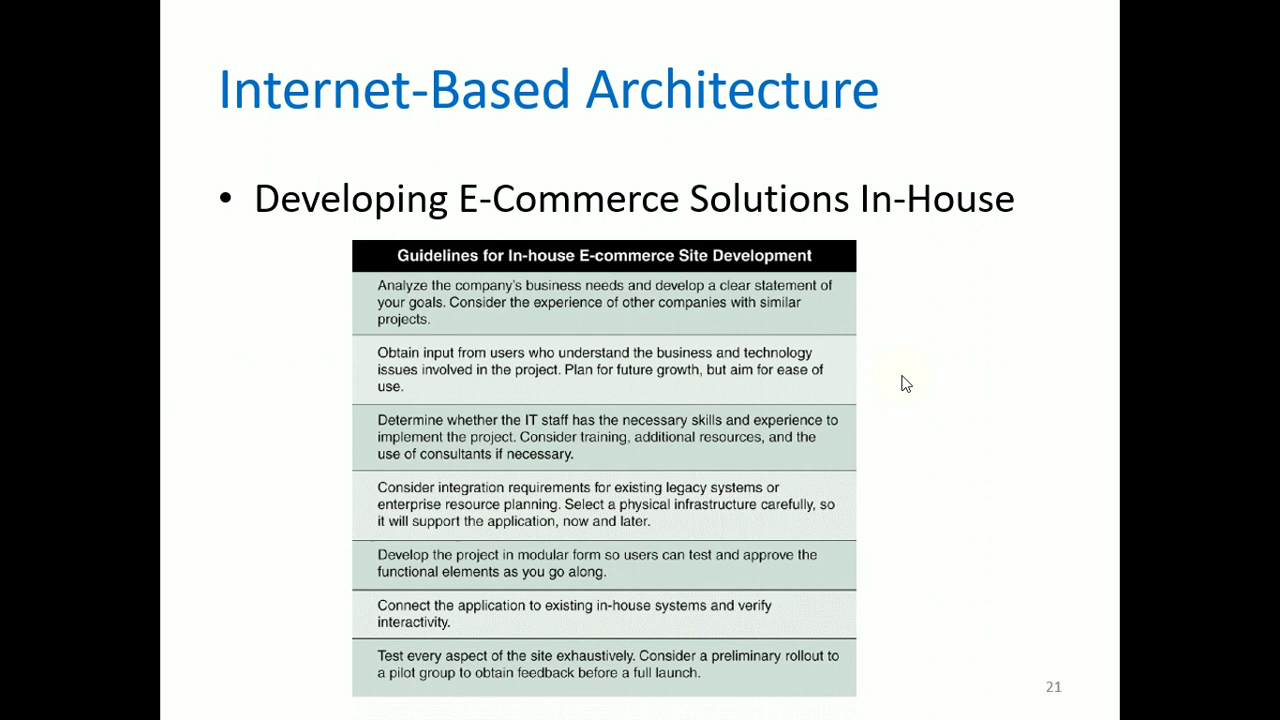 Internet-Based Architecture
• Developing E-Commerce Solutions In-House
Guidelines for In-house E-commerce Site Development
Analyze the company's business needs and develop a clear statement of
your goals. Consider the experience of other companies with similar
projects.
Obtain input from users who understand the business and technology
issues involved in the project. Plan for future growth, but aim for ease of
use.
Determine whether the IT staff has the necessary skills and experience to
implement the project. Consider training, additional resources, and the
use of consultants if necessary.
Consider integration requirements for existing legacy systems or
enterprise resource planning. Select a physical infrastructure carefully, so
it will support the application, now and later.
Develop the project in modular form so users can test and approve the
functional elements as you go along.
Connect the application to existing in-house systems and verify
interactivity.
Test every aspect of the site exhaustively. Consider a preliminary rollout to
a pilot group to obtain feedback before a full launch.
21